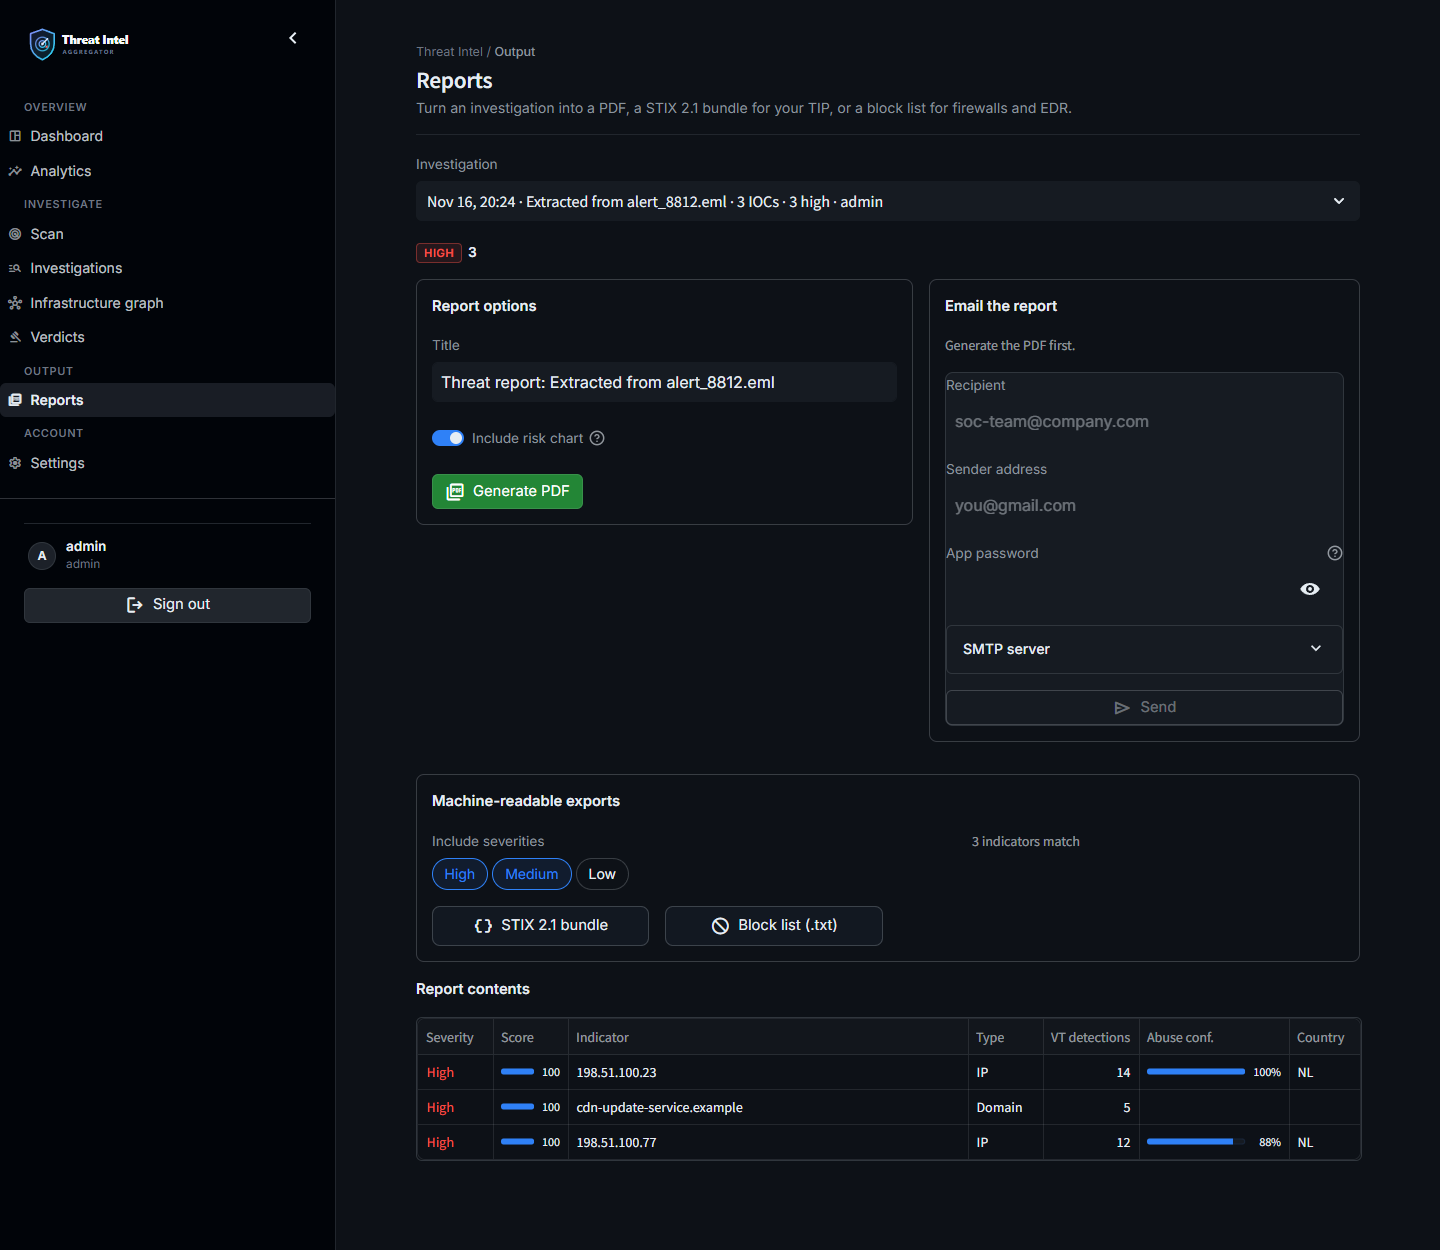 Threat Intel
AGGREGATOR
OVERVIEW
Dashboard
Analytics
INVESTIGATE
Scan
Investigations
Infrastructure graph
Verdicts
OUTPUT
Reports
ACCOUNT
Settings
A
admin
admin
Sign out
Threat Intel / Output
Reports
Turn an investigation into a PDF, a STIX 2.1 bundle for your TIP, or a block list for firewalls and EDR.
Investigation
Nov 16, 20:24 · Extracted from alert_8812.eml · 3 IOCs · 3 high · admin
HIGH 3
Report options
Title
Threat report: Extracted from alert_8812.eml
Include risk chart
Generate PDF
Email the report
Generate the PDF first.
Recipient
soc-team@company.com
Sender address
you@gmail.com
App password
SMTP server
Send
Machine-readable exports
Include severities
3 indicators match
High Medium Low
STIX 2.1 bundle Block list (.txt)
Report contents
Severity Score Indicator Type VT detections Abuse conf. Country
High 100 198.51.100.23 IP 14 100% NL
High 100 cdn-update-service.example Domain 5
High 100 198.51.100.77 IP 12 88% NL